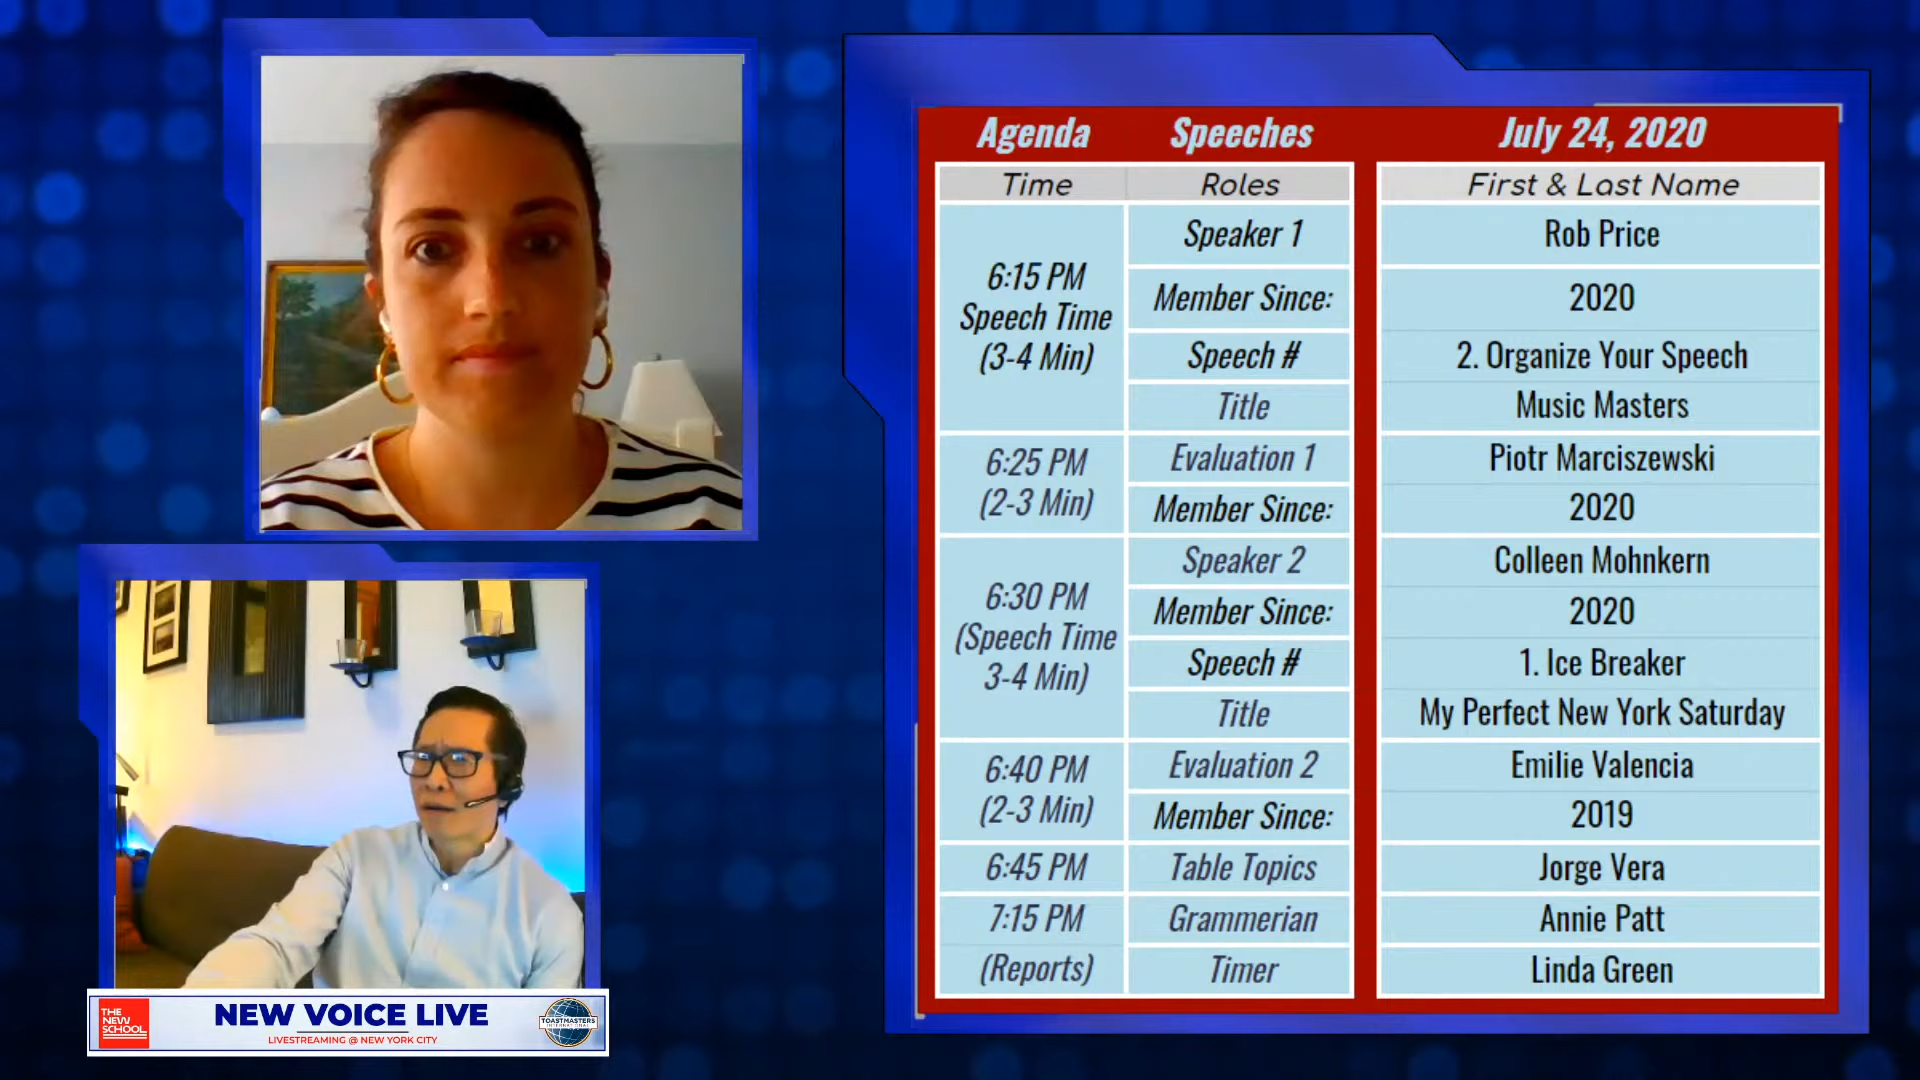 Agenda Speeches July 24, 2020
Time Roles First & Last Name
6:15 PM
Speech Time
(3-4 Min)
Speaker 1 Rob Price
Member Since: 2020
Speech # 2. Organize Your Speech
Title Music Masters
6:25 PM
(2-3 Min)
Evaluation 1 Piotr Marciszewski
Member Since: 2020
6:30 PM
(Speech Time
3-4 Min)
Speaker 2 Colleen Mohnkern
Member Since: 2020
Speech # 1. Ice Breaker
Title My Perfect New York Saturday
6:40 PM
(2-3 Min)
Evaluation 2 Emilie Valencia
Member Since: 2019
6:45 PM Table Topics Jorge Vera
7:15 PM Grammerian Annie Patt
(Reports) Timer Linda Green
THE
NEW
SCHOOL
NEW VOICE LIVE
LIVESTREAMING @ NEW YORK CITY
TOASTMASTERS
INTERNATIONAL